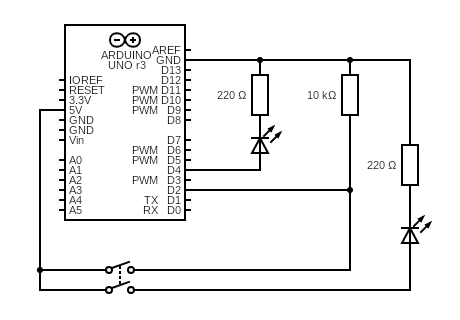 AREF
ARDUINO
GND
UNO r3
D13
IOREF
D12
RESET
PWM D11
3.3V
PWM D10
5V
PWM D9
GND
D8
GND
Vin
D7
PWM D6
A0
PWM D5
A1
D4
A2
PWM D3
A3
D2
A4
TX D1
A5
RX D0
220 Ω
10 kΩ
220 Ω